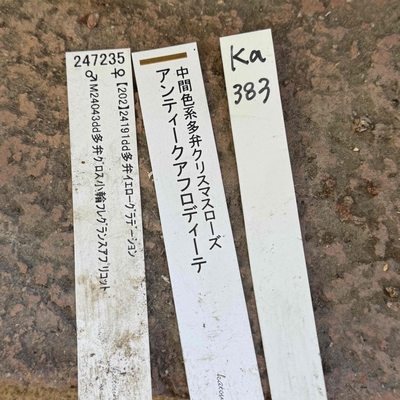 247235
♀【202】24191dd多弁イエローグラデーション
♂M24043dd多弁クロス小輪フレグランスアプリコット
中間色系多弁クリスマスローズ
アンティークアフロディーテ
Ka
383